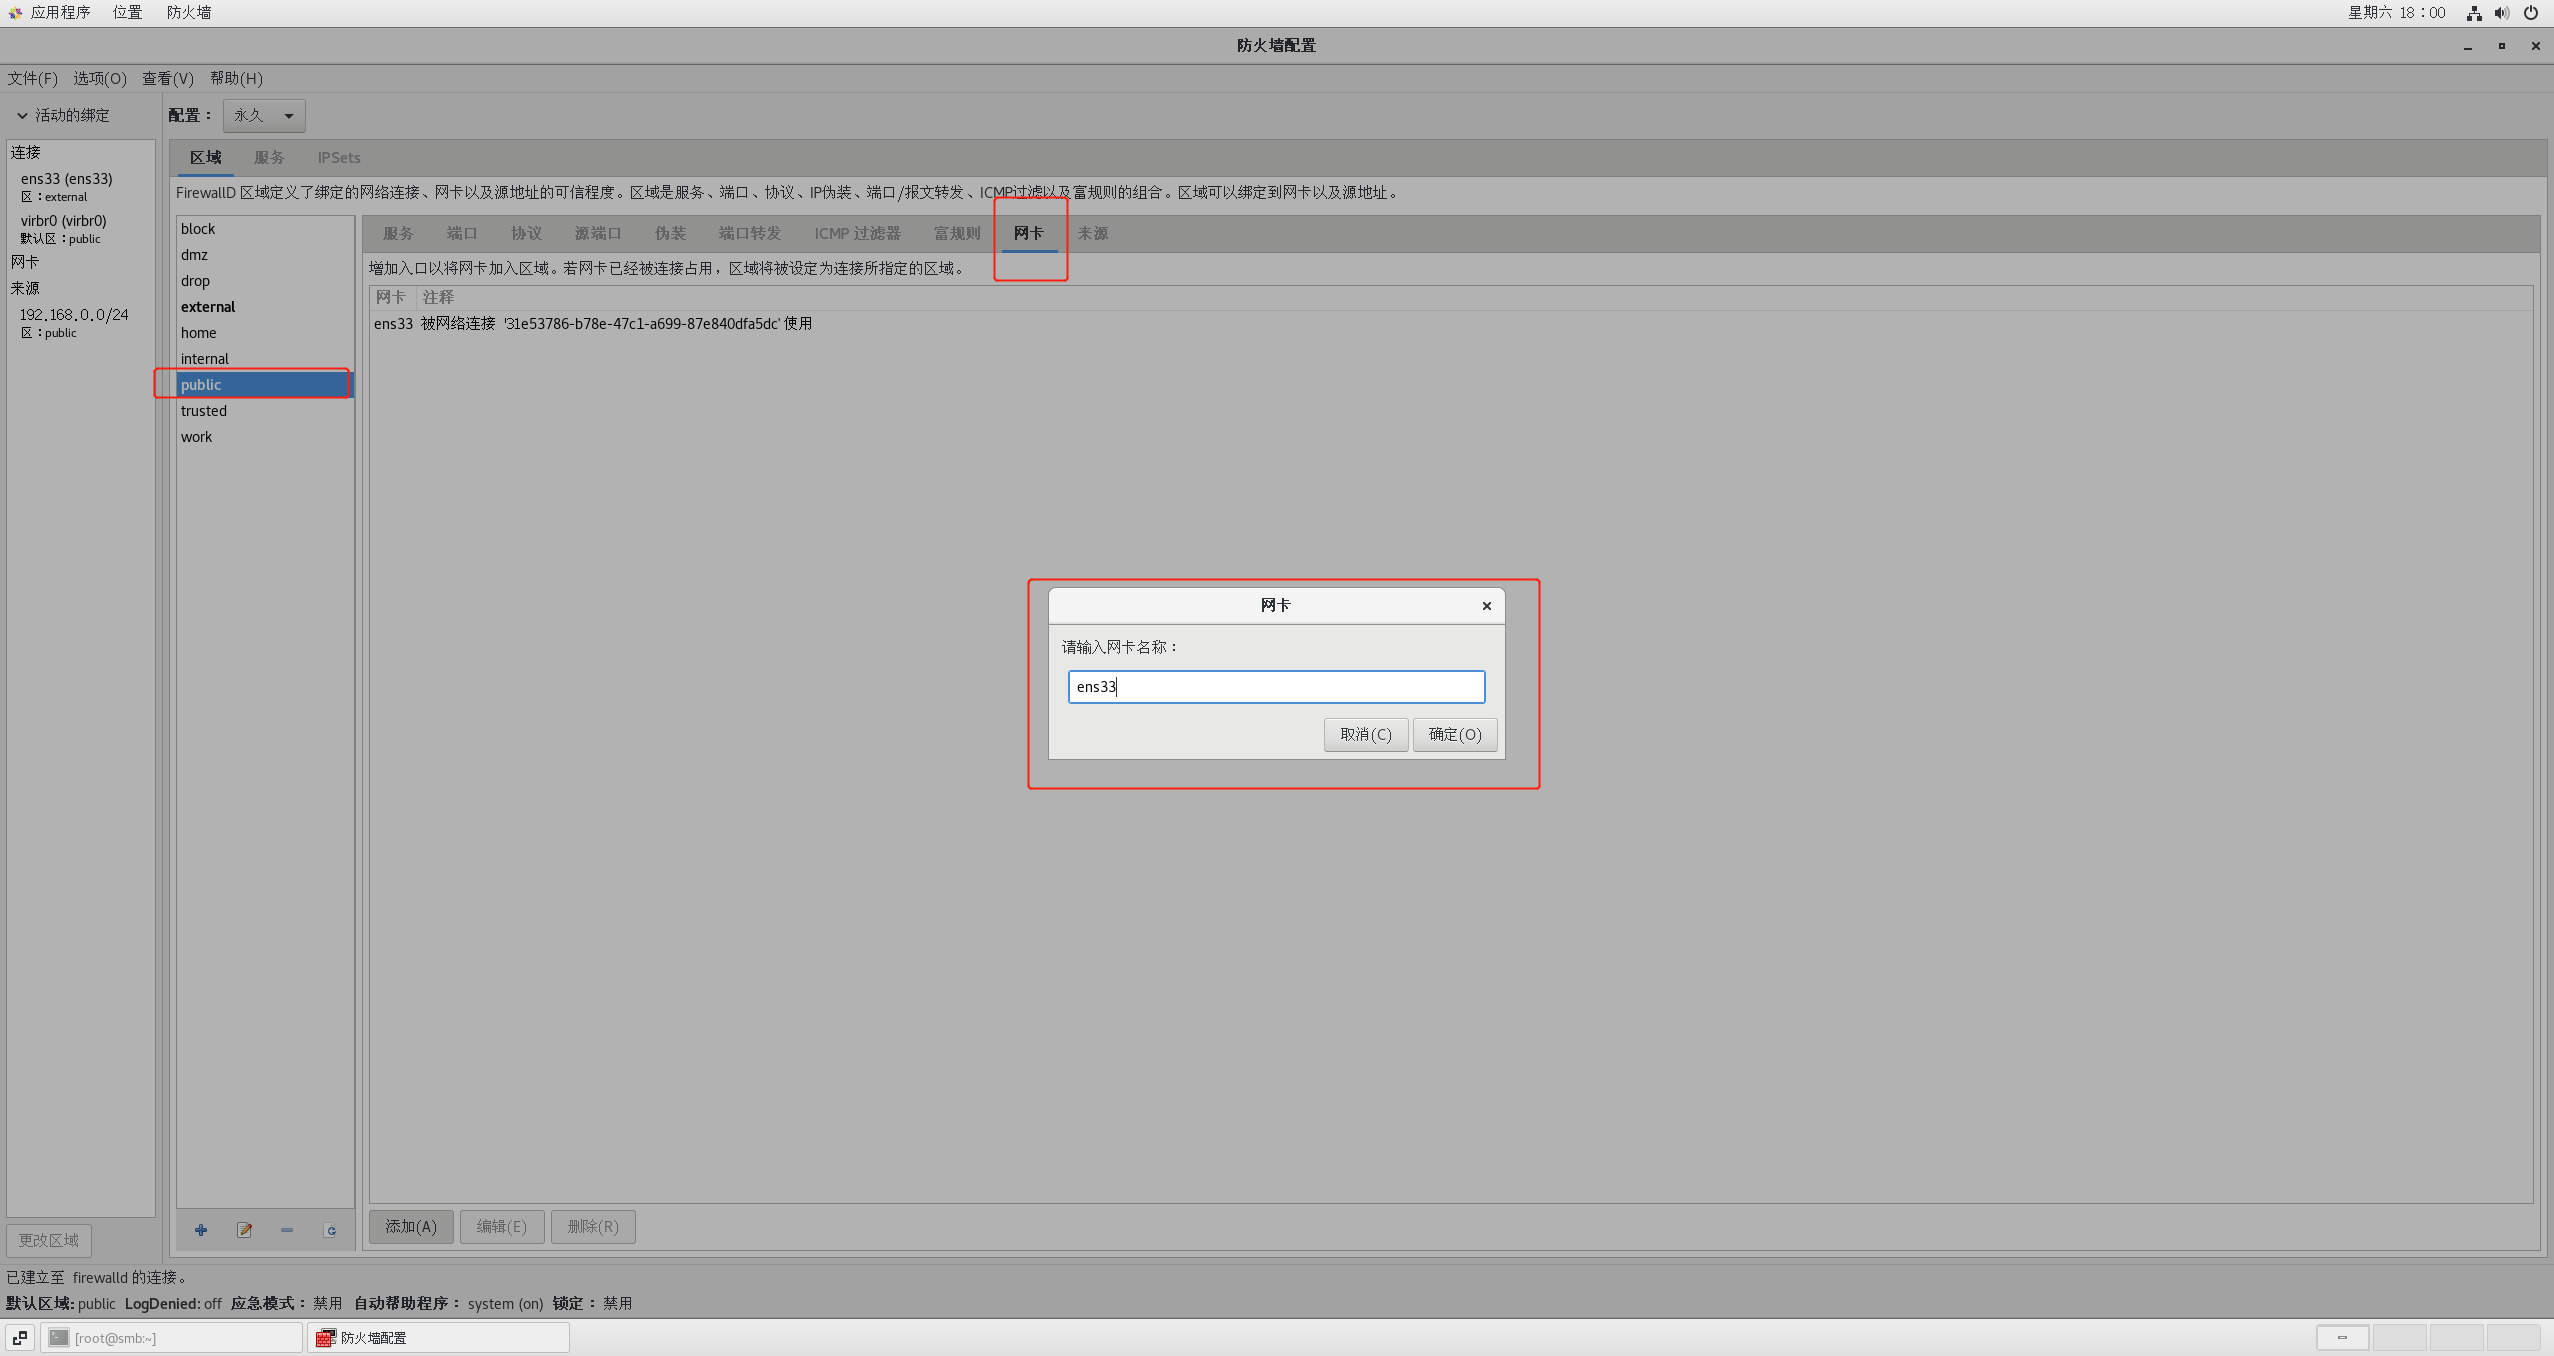 应用程序 位置 防火墙 星期六 18：00
防火墙配置
文件(F) 选项(O) 查看(V) 帮助(H)
活动的绑定
连接
ens33 (ens33)
区：external
virbr0 (virbr0)
默认区：public
网卡
来源
192.168.0.0/24
区：public
更改区域
配置： 永久
区域 服务 IPSets
FirewallD 区域定义了绑定的网络连接、网卡以及源地址的可信程度。区域是服务、端口、协议、IP伪装、端口/报文转发、ICMP过滤以及富规则的组合。区域可以绑定到网卡以及源地址。
block
dmz
drop
external
home
internal
public
trusted
work
服务 端口 协议 源端口 伪装 端口转发 ICMP 过滤器 富规则 网卡 来源
增加入口以将网卡加入区域。若网卡已经被连接占用，区域将被设定为连接所指定的区域。
网卡 注释
ens33 被网络连接 '31e53786-b78e-47c1-a699-87e840dfa5dc' 使用
网卡
请输入网卡名称：
ens33
取消(C) 确定(O)
添加(A) 编辑(E) 删除(R)
已建立至 firewalld 的连接。
默认区域: public LogDenied: off 应急模式： 禁用 自动帮助程序： system (on) 锁定： 禁用
[root@smb:~] 防火墙配置